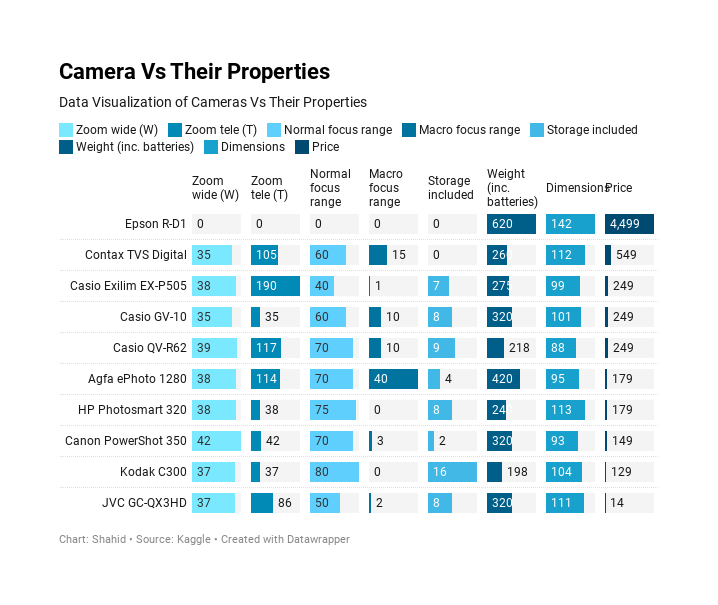 Camera Vs Their Properties
Data Visualization of Cameras Vs Their Properties
Zoom wide (W) Zoom tele (T) Normal focus range Macro focus range Storage included
Weight (inc. batteries) Dimensions Price
Zoom wide (W) Zoom tele (T) Normal focus range Macro focus range Storage included Weight (inc. batteries) Dimensions Price
Epson R-D1 0 0 0 0 0 620 142 4,499
Contax TVS Digital 35 105 60 15 0 26 112 549
Casio Exilim EX-P505 38 190 40 1 7 275 99 249
Casio GV-10 35 35 60 10 8 320 101 249
Casio QV-R62 39 117 70 10 9 218 88 249
Agfa ePhoto 1280 38 114 70 40 4 420 95 179
HP Photosmart 320 38 38 75 0 8 240 113 179
Canon PowerShot 350 42 42 70 3 2 320 93 149
Kodak C300 37 37 80 0 16 198 104 129
JVC GC-QX3HD 37 86 50 2 8 320 111 14
Chart: Shahid • Source: Kaggle • Created with Datawrapper